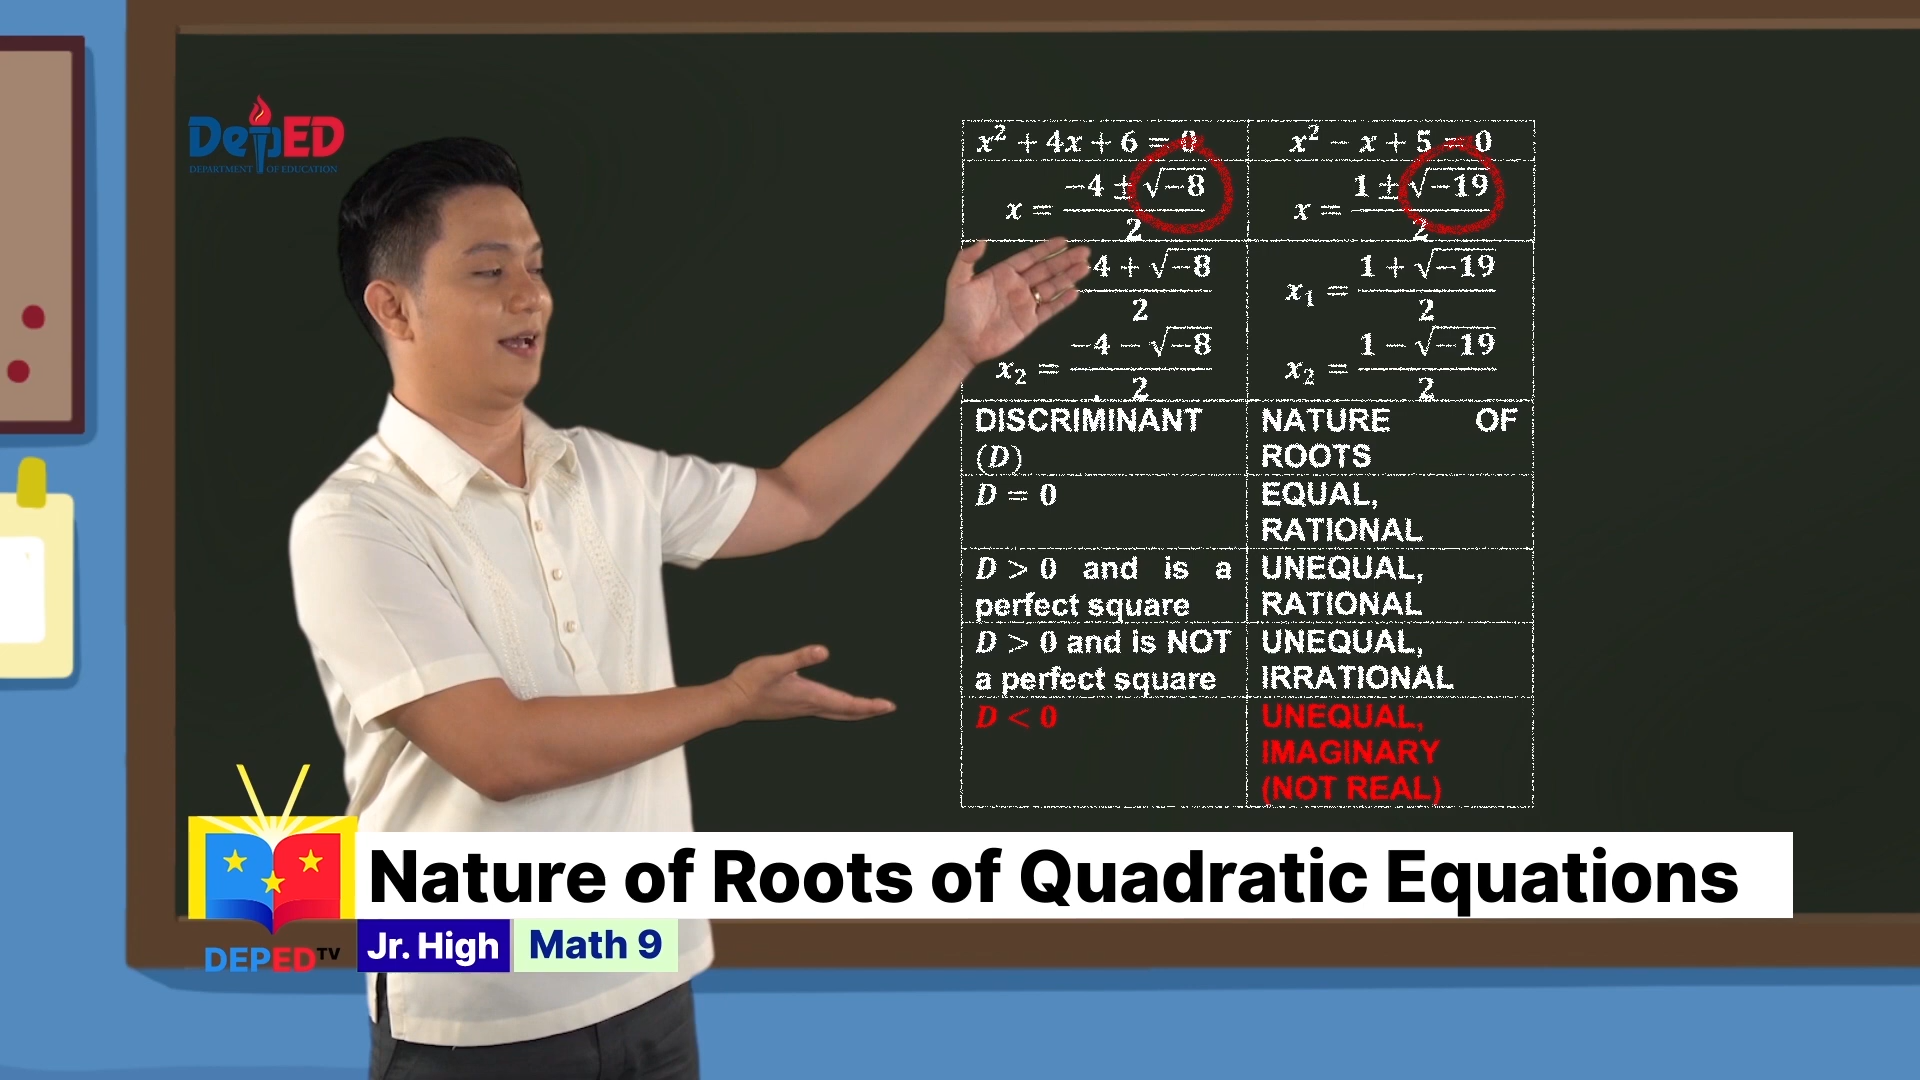 DepED
DEPARTMENT OF EDUCATION
x² + 4x + 6 = 0
x² − x + 5 = 0
x = (−4 ± √−8) / 2
x = (1 ± √−19) / 2
4 + √−8 / 2
x₁ = (1 + √−19) / 2
x₂ = (−4 − √−8) / 2
x₂ = (1 − √−19) / 2
DISCRIMINANT
(D)
NATURE OF
ROOTS
D = 0
EQUAL,
RATIONAL
D > 0 and is a
perfect square
UNEQUAL,
RATIONAL
D > 0 and is NOT
a perfect square
UNEQUAL,
IRRATIONAL
D < 0
UNEQUAL,
IMAGINARY
(NOT REAL)
Nature of Roots of Quadratic Equations
Jr. High
Math 9
DEPED TV